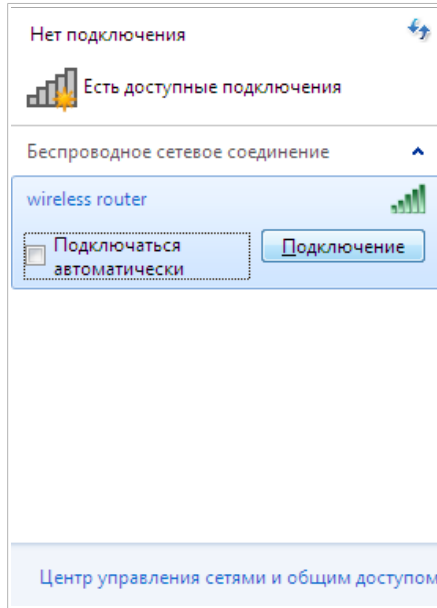 Нет подключения
Есть доступные подключения
Беспроводное сетевое соединение
wireless router
Подключаться
автоматически
Подключение
Центр управления сетями и общим доступом